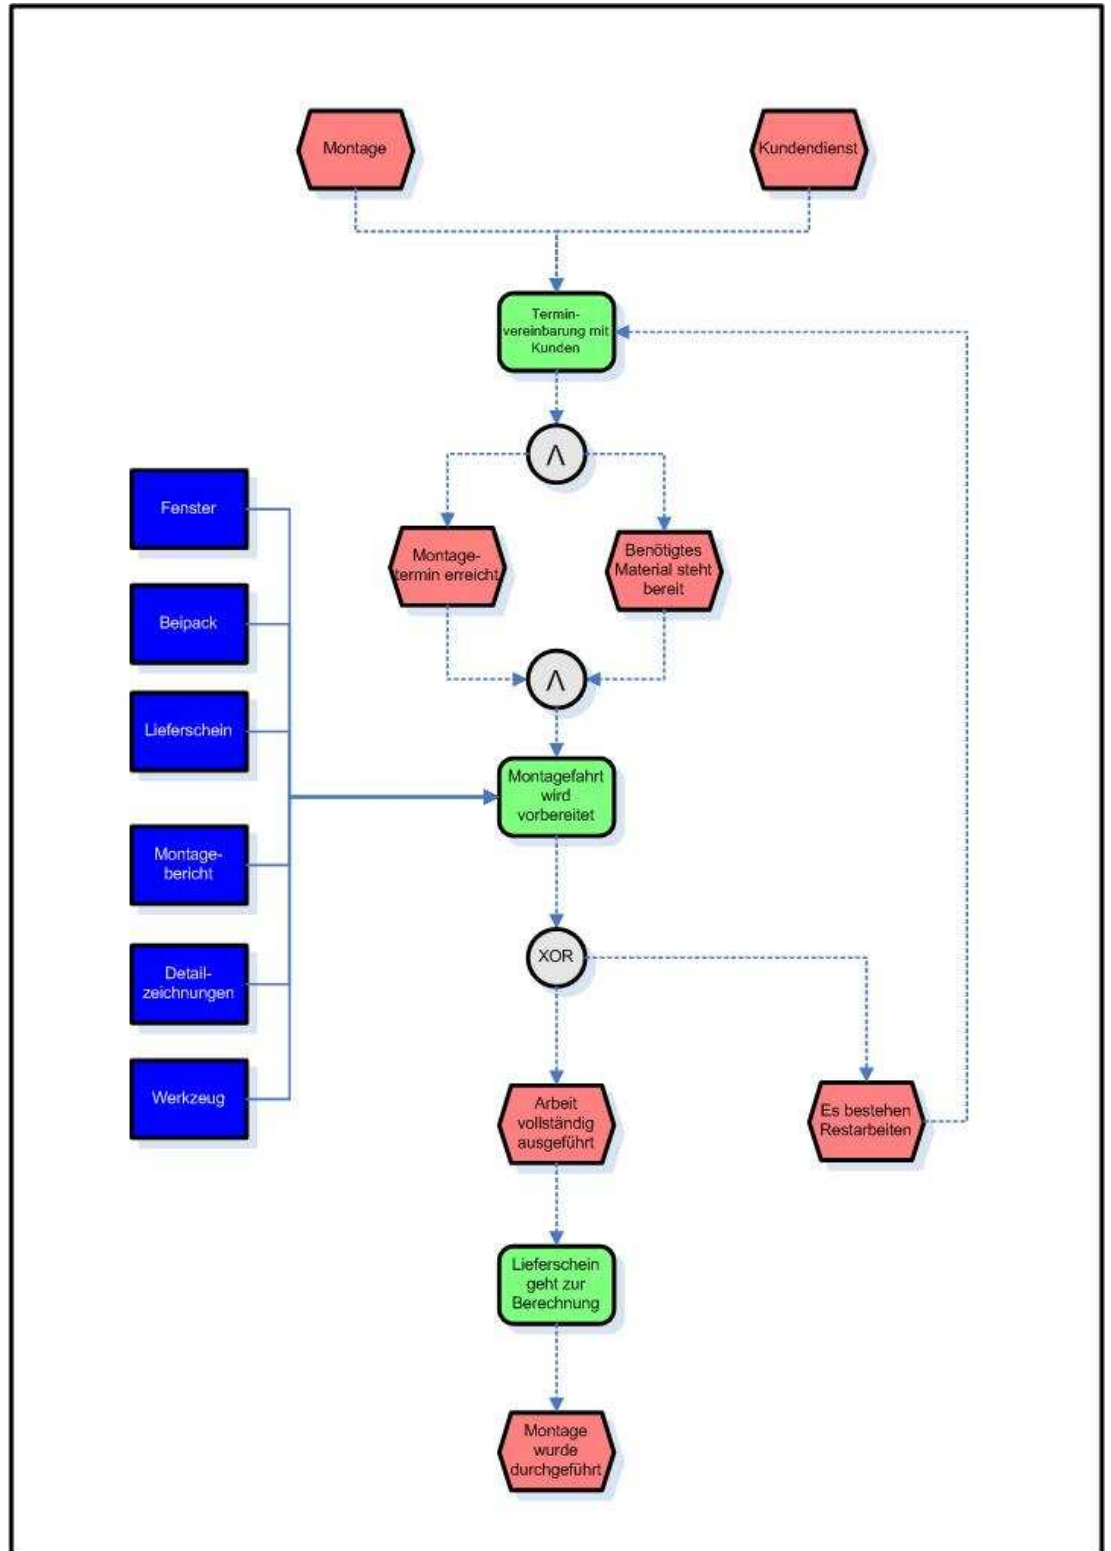 Montage
Kundendienst
Termin-
vereinbarung mit
Kunden
Λ
Fenster
Montage-
termin erreicht
Benötigtes
Material steht
bereit
Beipack
Λ
Lieferschein
Montagefahrt
wird
vorbereitet
Montage-
bericht
XOR
Detail-
zeichnungen
Werkzeug
Arbeit
vollständig
ausgeführt
Es bestehen
Restarbeiten
Lieferschein
geht zur
Berechnung
Montage
wurde
durchgeführt